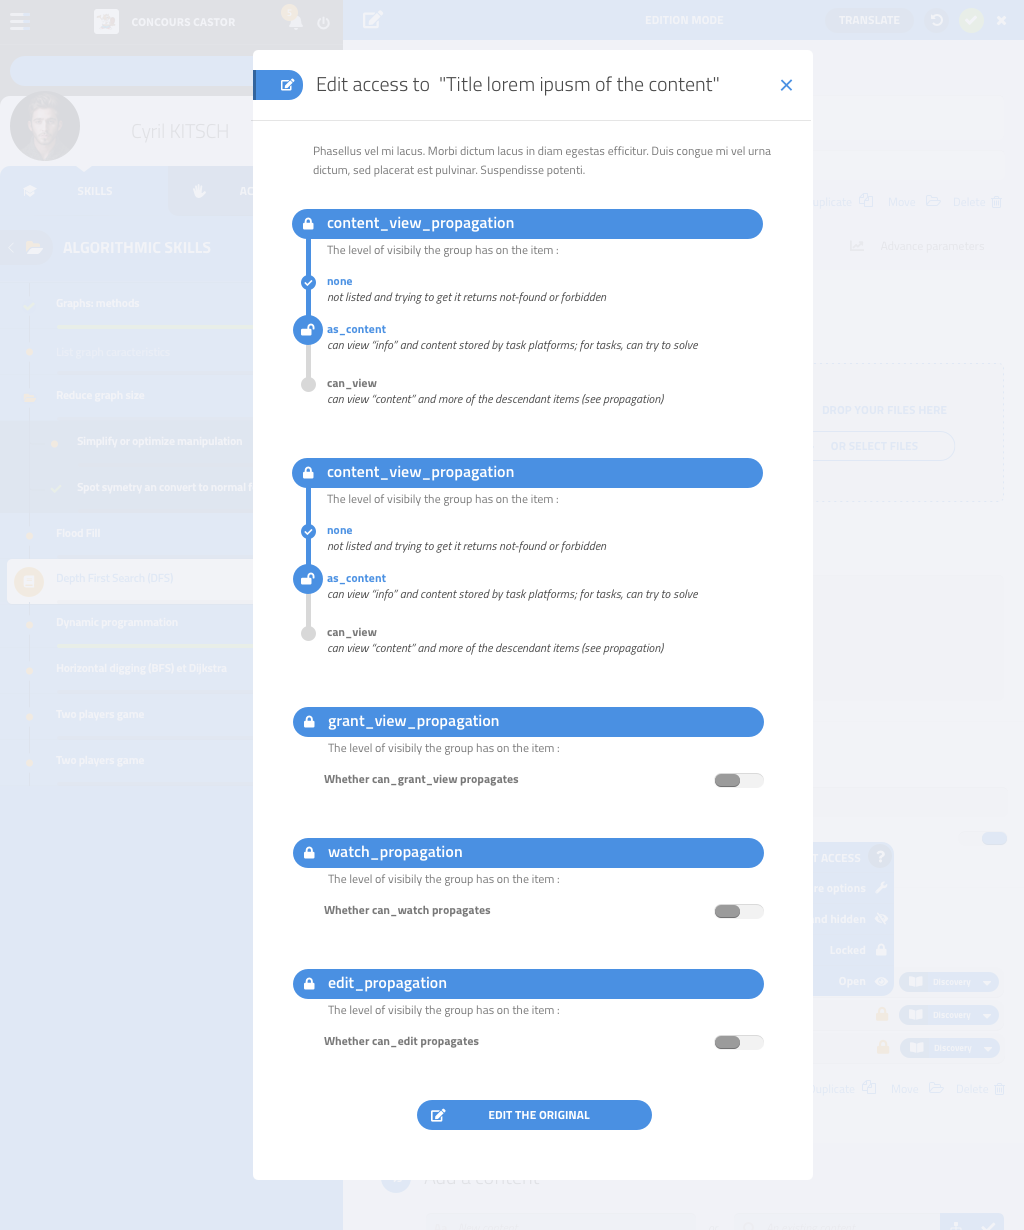 CONCOURS CASTOR
EDITION MODE
TRANSLATE
Edit access to "Title lorem ipusm of the content"
Cyril KITSCH
Phasellus vel mi lacus. Morbi dictum lacus in diam egestas efficitur. Duis congue mi vel urna
dictum, sed placerat est pulvinar. Suspendisse potenti.
SKILLS
Move
Delete
ALGORITHMIC SKILLS
Advance parameters
content_view_propagation
The level of visibily the group has on the item :
none
not listed and trying to get it returns not-found or forbidden
as_content
can view “info” and content stored by task platforms; for tasks, can try to solve
can_view
can view “content” and more of the descendant items (see propagation)
Graphs: methods
Reduce graph size
Simplify or optimize manipulation
Spot symetry an convert to normal
Flood Fill
Depth First Search (DFS)
Dynamic programmation
Horizontal digging (BFS) et Dijkstra
Two players game
Two players game
DROP YOUR FILES HERE
OR SELECT FILES
content_view_propagation
The level of visibily the group has on the item :
none
not listed and trying to get it returns not-found or forbidden
as_content
can view “info” and content stored by task platforms; for tasks, can try to solve
can_view
can view “content” and more of the descendant items (see propagation)
grant_view_propagation
The level of visibily the group has on the item :
Whether can_grant_view propagates
watch_propagation
The level of visibily the group has on the item :
Whether can_watch propagates
edit_propagation
The level of visibily the group has on the item :
Whether can_edit propagates
ACCESS
?
options
hidden
Locked
Open
Discovery
Discovery
Discovery
Move
Delete
EDIT THE ORIGINAL